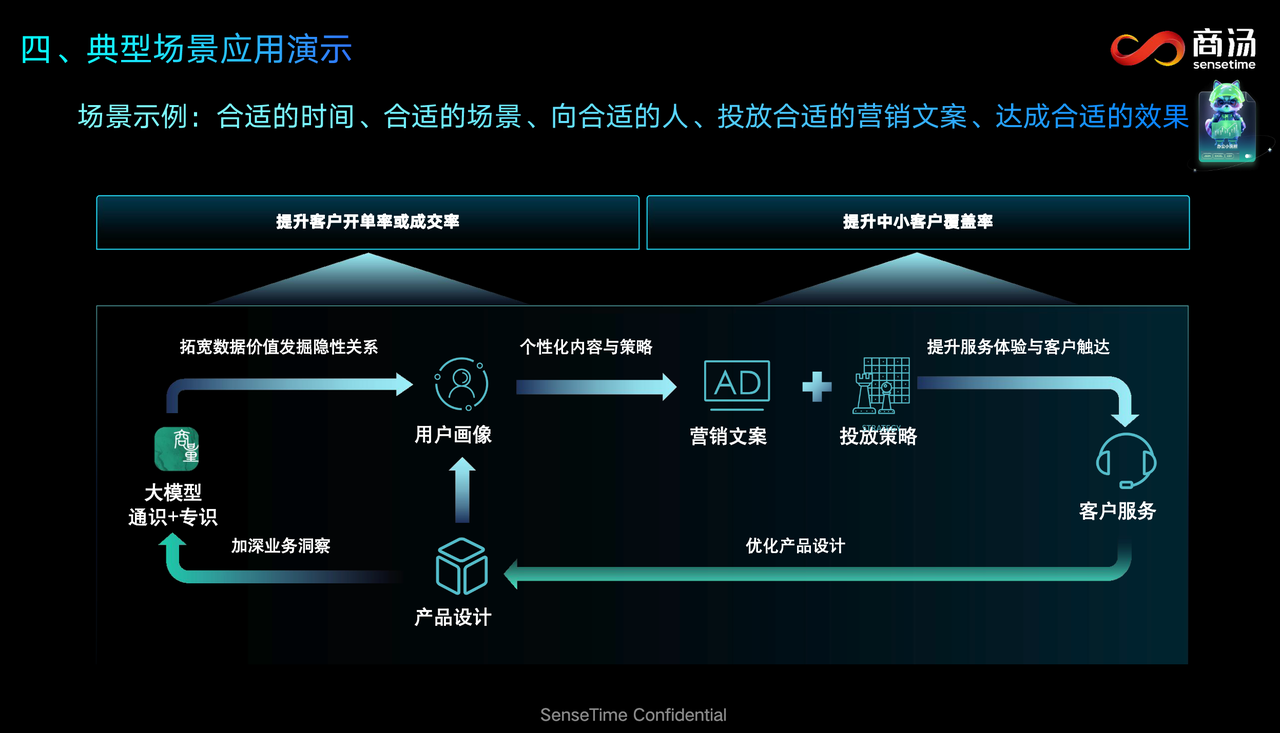 四、典型场景应用演示
商汤
sensetime
场景示例：合适的时间、合适的场景、向合适的人、投放合适的营销文案、达成合适的效果
提升客户开单率或成交率
提升中小客户覆盖率
拓宽数据价值发掘隐性关系
个性化内容与策略
提升服务体验与客户触达
AD
用户画像
营销文案
STRATEGY
投放策略
商量
大模型
通识+专识
客户服务
加深业务洞察
优化产品设计
产品设计
SenseTime Confidential